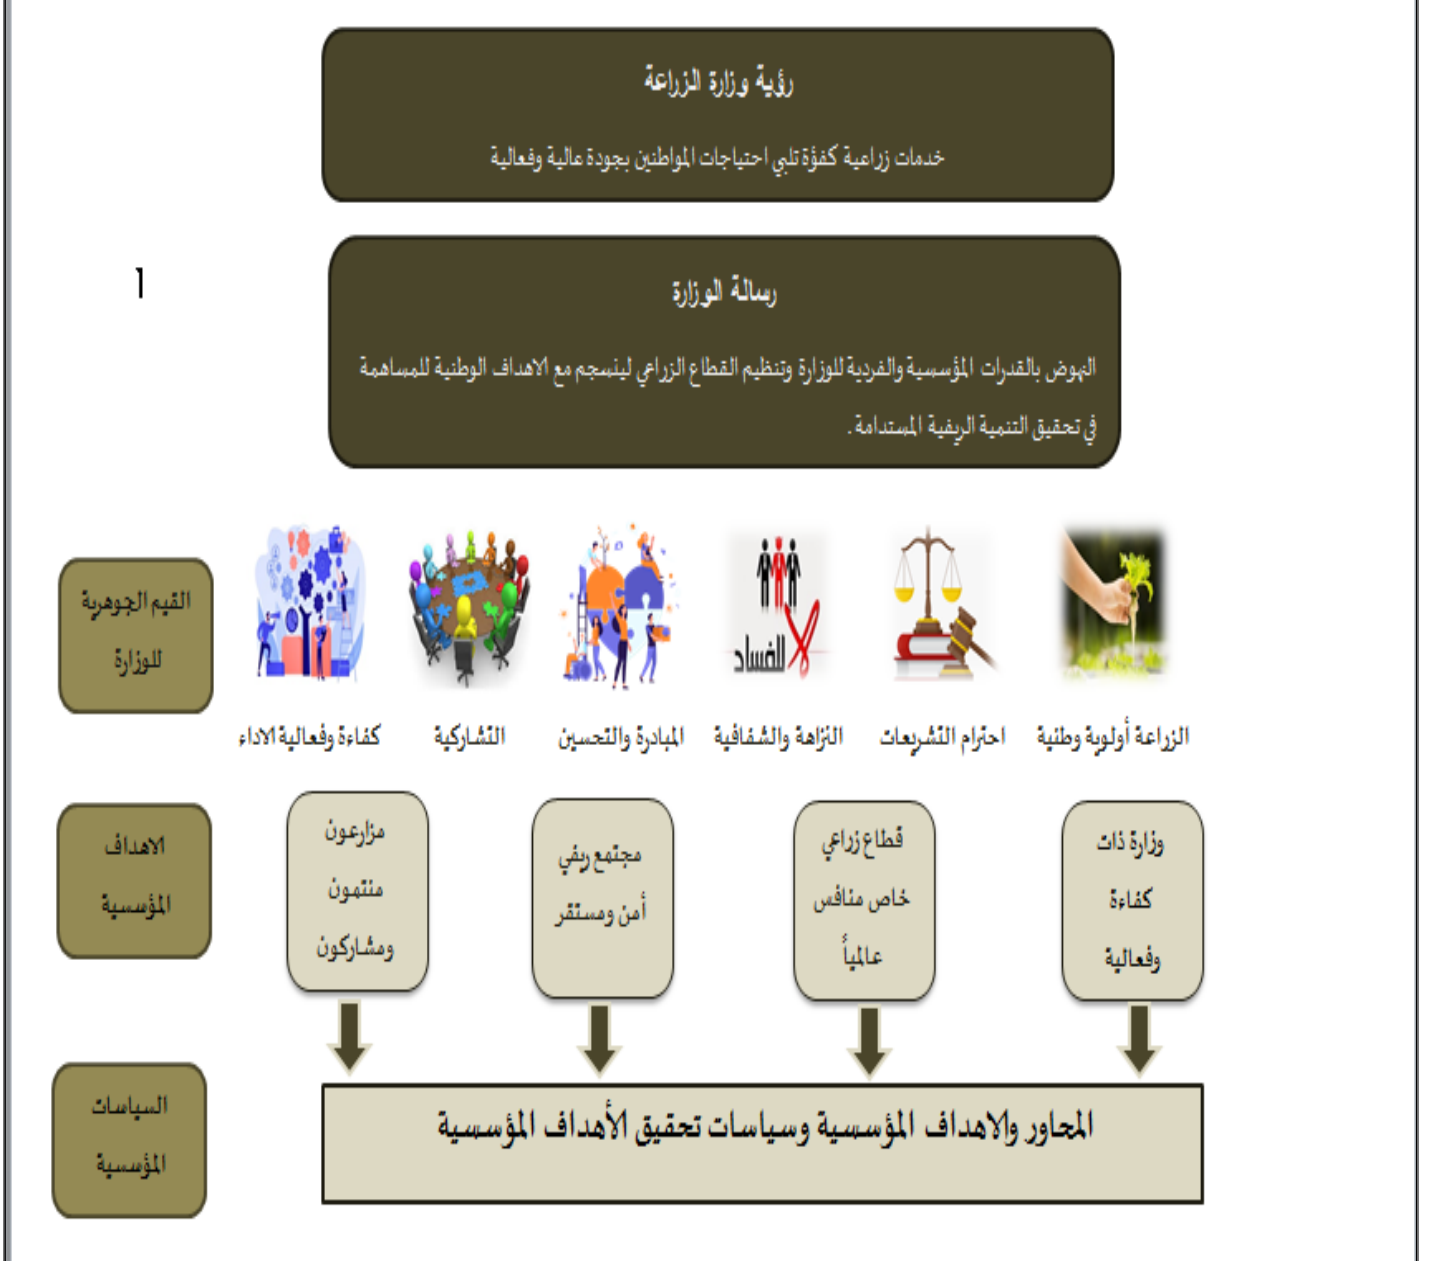 رؤية وزارة الزراعة
خدمات زراعية كفؤة تلبي احتياجات المواطنين بجودة عالية وفعالية
ا
رسالة الوزارة
النهوض بالقدرات المؤسسية والفردية للوزارة وتنظيم القطاع الزراعي لينسجم مع الاهداف الوطنية للمساهمة
في تحقيق التنمية الريفية المستدامة .
القيم الجوهرية
للوزارة
لا للفساد
الزراعة أولوية وطنية
احترام التشريعات
النزاهة والشفافية
المبادرة والتحسين
التشاركية
كفاءة وفعالية الاداء
الاهداف
المؤسسية
وزارة ذات
كفاءة
وفعالية
قطاع زراعي
خاص منافس
عالمياً
مجتمع ريفي
أمن ومستقر
مزارعون
منتمون
ومشاركون
السياسات
المؤسسية
المحاور والاهداف المؤسسية وسياسات تحقيق الأهداف المؤسسية